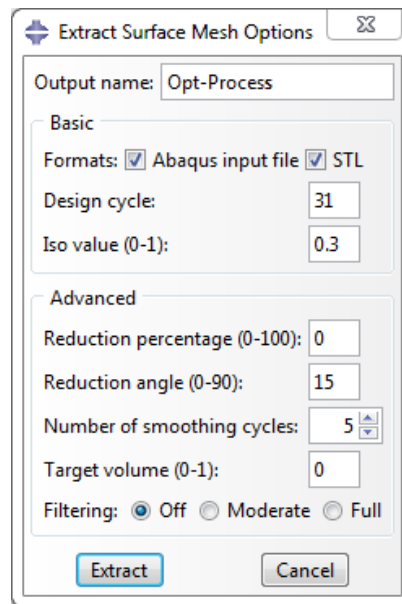 Extract Surface Mesh Options
Output name: Opt-Process
Basic
Formats: Abaqus input file STL
Design cycle: 31
Iso value (0-1): 0.3
Advanced
Reduction percentage (0-100): 0
Reduction angle (0-90): 15
Number of smoothing cycles: 5
Target volume (0-1): 0
Filtering: Off Moderate Full
Extract Cancel